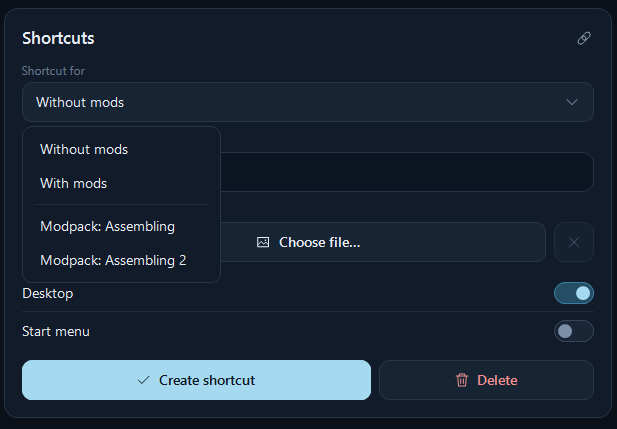 Shortcuts
Shortcut for
Without mods
Without mods
With mods
Modpack: Assembling
Modpack: Assembling 2
Choose file...
Desktop
Start menu
Create shortcut
Delete